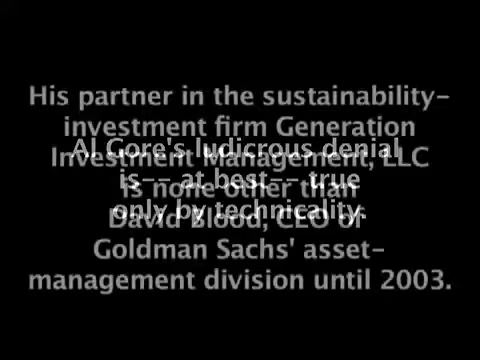 His partner in the sustainability-
investment firm Generation
Investment Management, LLC
is none other than
David Blood, CEO of
Goldman Sachs' asset-
management division until 2003.
Al Gore's ludicrous denial
is-- at best-- true
only by technicality.